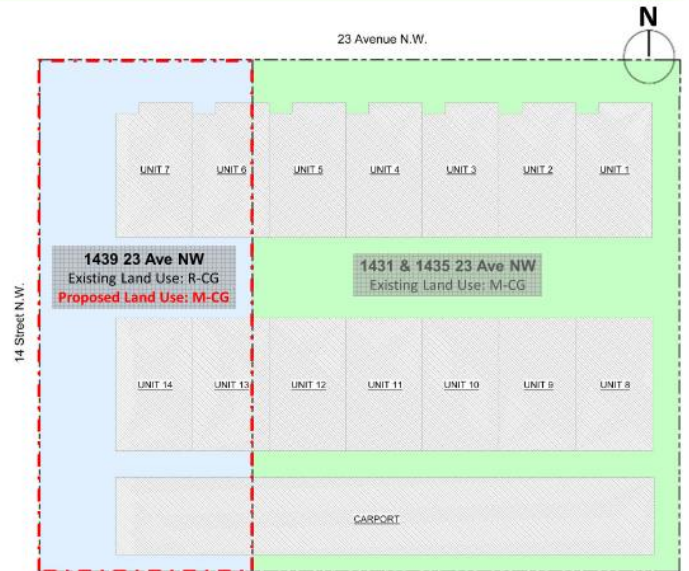 N
23 Avenue N.W.
UNIT 7
UNIT 6
UNIT 5
UNIT 4
UNIT 3
UNIT 2
UNIT 1
1439 23 Ave NW
Existing Land Use: R-CG
Proposed Land Use: M-CG
1431 & 1435 23 Ave NW
Existing Land Use: M-CG
14 Street N.W.
UNIT 14
UNIT 13
UNIT 12
UNIT 11
UNIT 10
UNIT 9
UNIT 8
CARPORT